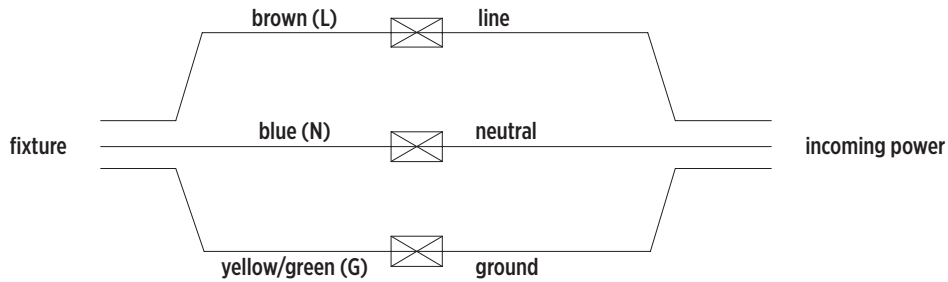 brown (L) line
fixture blue (N) neutral incoming power
yellow/green (G) ground